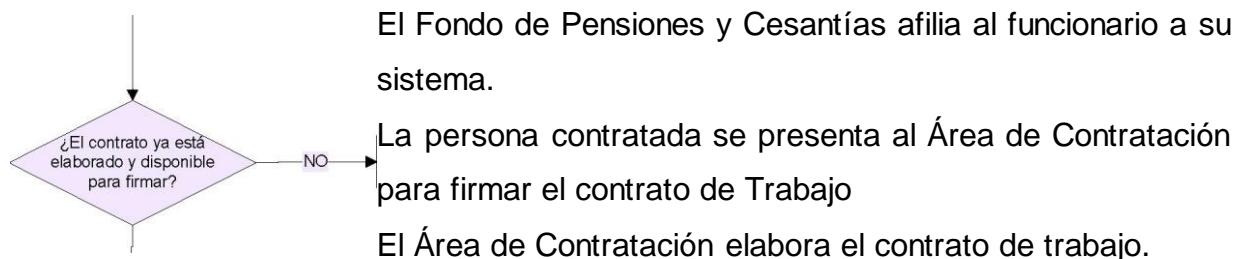 ¿El contrato ya está
elaborado y disponible
para firmar?
NO
El Fondo de Pensiones y Cesantías afilia al funcionario a su
sistema.
La persona contratada se presenta al Área de Contratación
para firmar el contrato de Trabajo
El Área de Contratación elabora el contrato de trabajo.